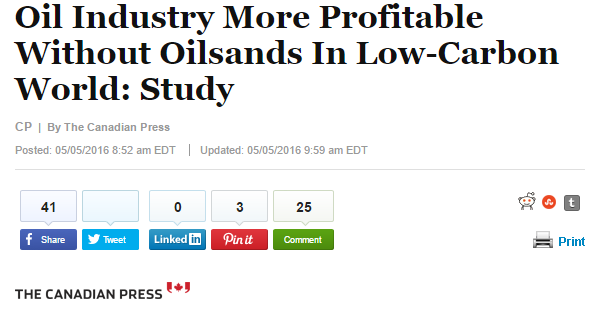 Oil Industry More Profitable
Without Oilsands In Low-Carbon
World: Study
CP | By The Canadian Press
Posted: 05/05/2016 8:52 am EDT | Updated: 05/05/2016 9:59 am EDT
41 0 3 25
f Share Tweet Linked in Pin it Comment
t
Print
THE CANADIAN PRESS